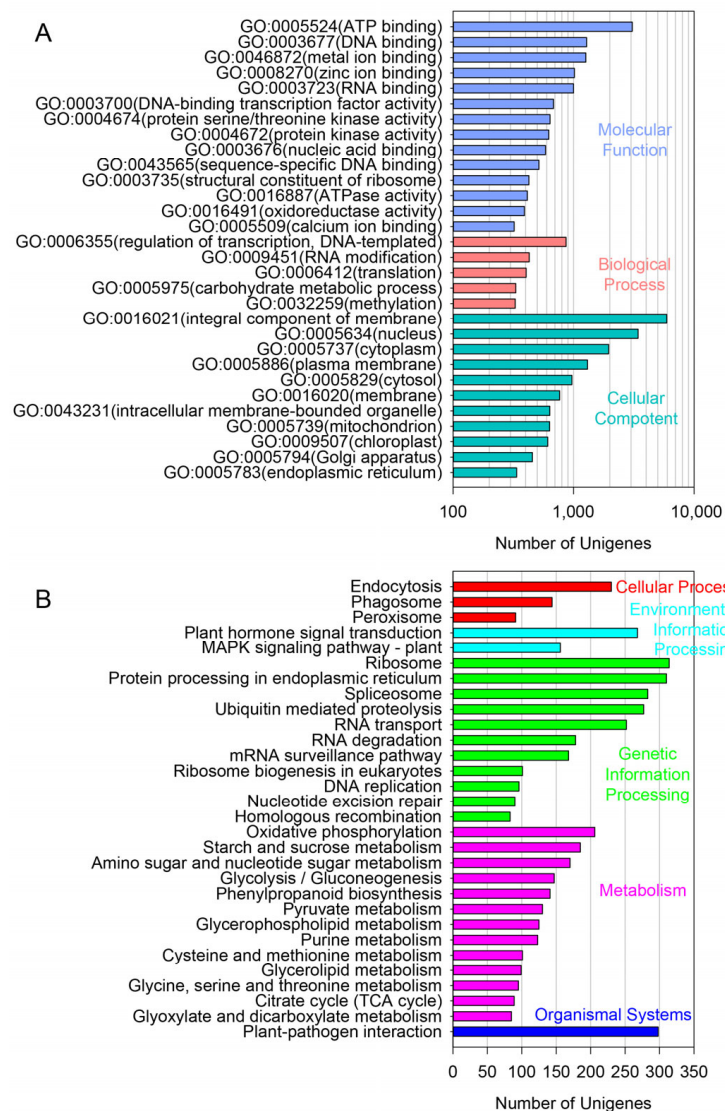 A
GO:0005524(ATP binding)
GO:0003677(DNA binding)
GO:0046872(metal ion binding)
GO:0008270(zinc ion binding)
GO:0003723(RNA binding)
GO:0003700(DNA-binding transcription factor activity)
GO:0004674(protein serine/threonine kinase activity)
GO:0004672(protein kinase activity)
GO:0003676(nucleic acid binding)
GO:0043565(sequence-specific DNA binding)
GO:0003735(structural constituent of ribosome)
GO:0016887(ATPase activity)
GO:0016491(oxidoreductase activity)
GO:0005509(calcium ion binding)
Molecular
Function
GO:0006355(regulation of transcription, DNA-templated)
GO:0009451(RNA modification)
GO:0006412(translation)
GO:0005975(carbohydrate metabolic process)
GO:0032259(methylation)
Biological
Process
GO:0016021(integral component of membrane)
GO:0005634(nucleus)
GO:0005737(cytoplasm)
GO:0005886(plasma membrane)
GO:0005829(cytosol)
GO:0016020(membrane)
GO:0043231(intracellular membrane-bounded organelle)
GO:0005739(mitochondrion)
GO:0009507(chloroplast)
GO:0005794(Golgi apparatus)
GO:0005783(endoplasmic reticulum)
Cellular
Compotent
100 1,000 10,000
Number of Unigenes
B
Endocytosis
Phagosome
Peroxisome
Cellular Proces
Plant hormone signal transduction
MAPK signaling pathway - plant
Environment
Informatic
Processin
Ribosome
Protein processing in endoplasmic reticulum
Spliceosome
Ubiquitin mediated proteolysis
RNA transport
RNA degradation
mRNA surveillance pathway
Ribosome biogenesis in eukaryotes
DNA replication
Nucleotide excision repair
Homologous recombination
Genetic
Information
Processing
Oxidative phosphorylation
Starch and sucrose metabolism
Amino sugar and nucleotide sugar metabolism
Glycolysis / Gluconeogenesis
Phenylpropanoid biosynthesis
Pyruvate metabolism
Glycerophospholipid metabolism
Purine metabolism
Cysteine and methionine metabolism
Glycerolipid metabolism
Glycine, serine and threonine metabolism
Citrate cycle (TCA cycle)
Glyoxylate and dicarboxylate metabolism
Metabolism
Plant-pathogen interaction
Organismal Systems
0 50 100 150 200 250 300 350
Number of Unigenes